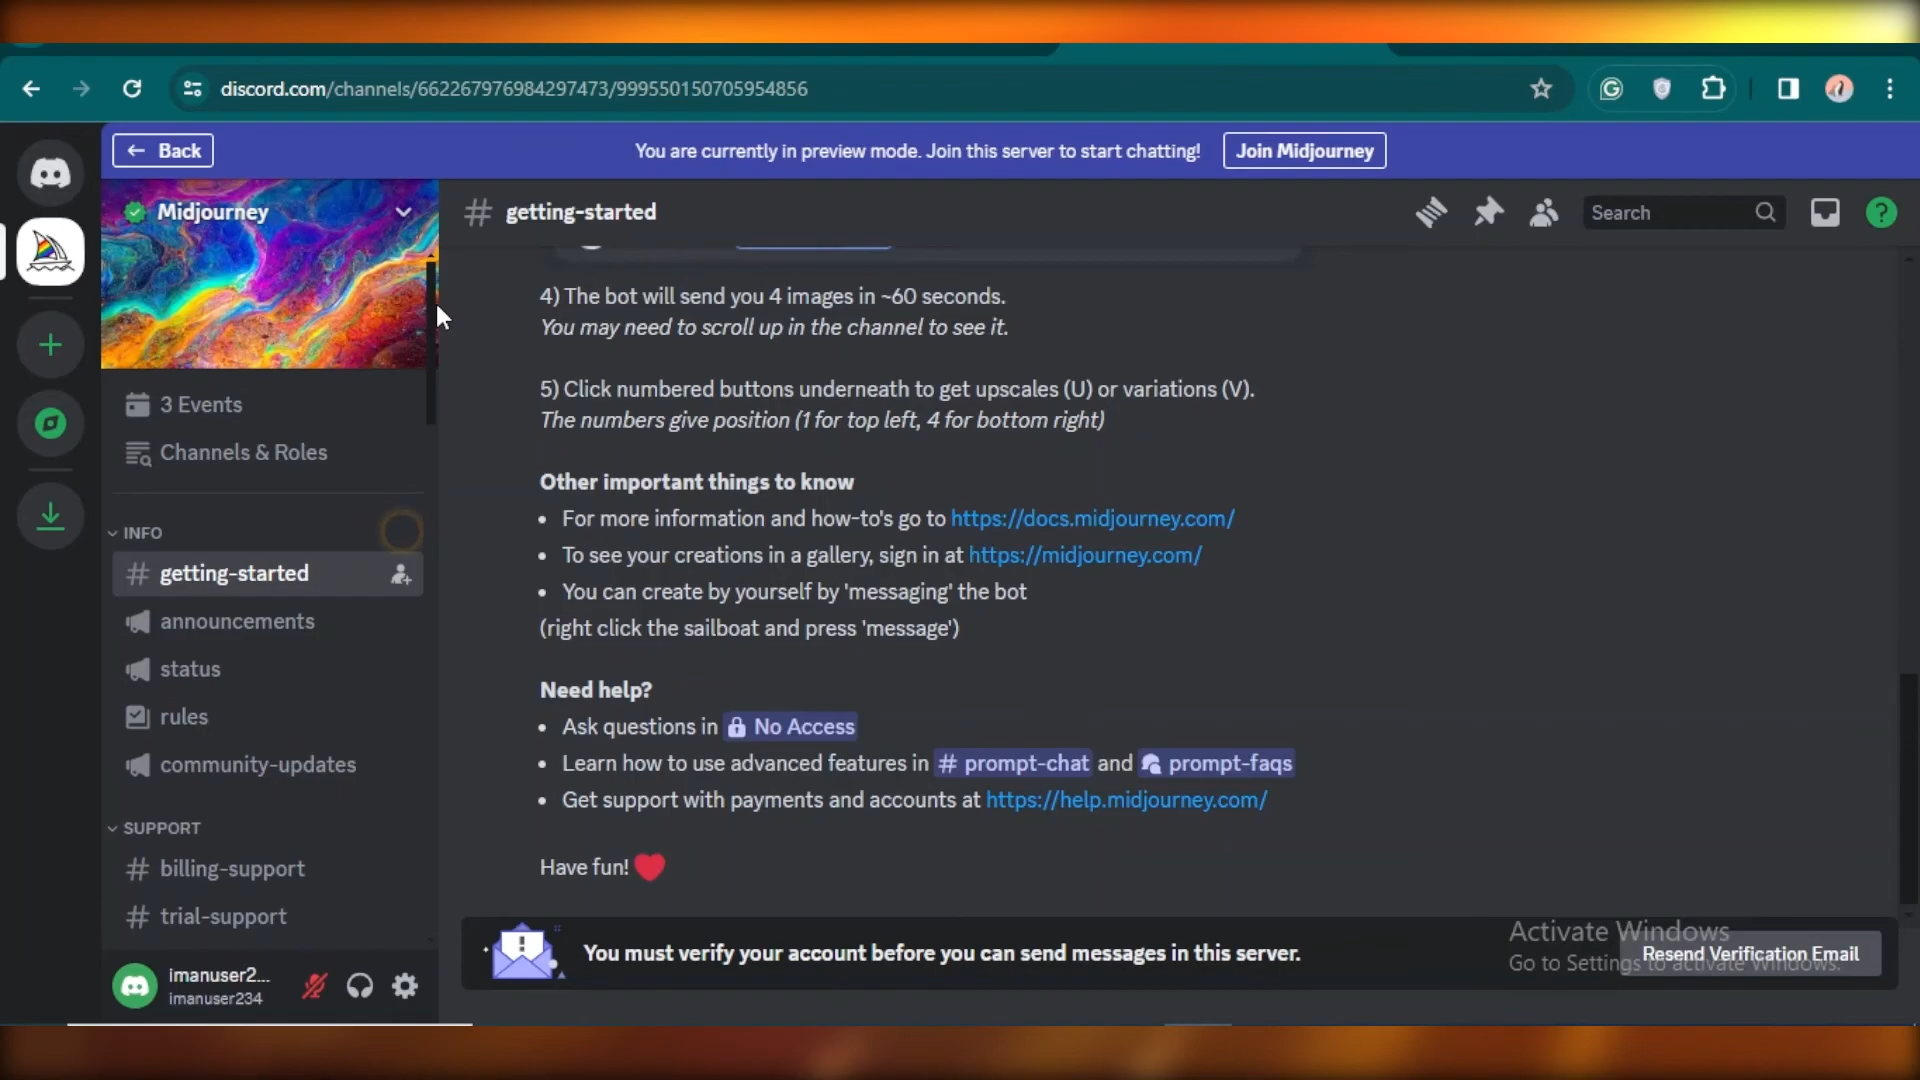 discord.com/channels/662267976984297473/999550150705954856
Back
You are currently in preview mode. Join this server to start chatting!
Join Midjourney
Midjourney
getting-started
Search
4) The bot will send you 4 images in ~60 seconds.
You may need to scroll up in the channel to see it.
5) Click numbered buttons underneath to get upscales (U) or variations (V).
The numbers give position (1 for top left, 4 for bottom right)
Other important things to know
• For more information and how-to's go to https://docs.midjourney.com/
• To see your creations in a gallery, sign in at https://midjourney.com/
• You can create by yourself by 'messaging' the bot
(right click the sailboat and press 'message')
Need help?
• Ask questions in No Access
• Learn how to use advanced features in # prompt-chat and prompt-faqs
• Get support with payments and accounts at https://help.midjourney.com/
Have fun!
3 Events
Channels & Roles
INFO
getting-started
announcements
status
rules
community-updates
SUPPORT
billing-support
trial-support
imanuser2...
imanuser234
You must verify your account before you can send messages in this server.
Resend Verification Email
Activate Windows
Go to Settings to activate Windows.